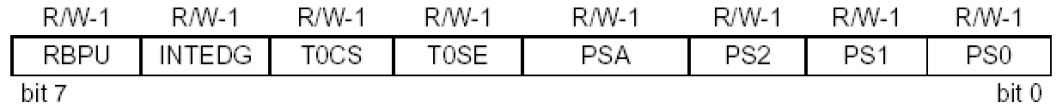 R/W-1 R/W-1 R/W-1 R/W-1 R/W-1 R/W-1 R/W-1 R/W-1
RBPU INTEDG T0CS T0SE PSA PS2 PS1 PS0
bit 7 bit 0